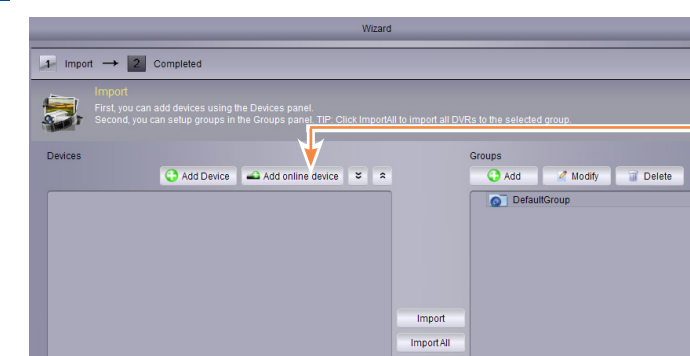 Wizard
1 Import → 2 Completed
Import
First, you can add devices using the Devices panel.
Second, you can setup groups in the Groups panel. TIP: Click ImportAll to import all DVRs to the selected group.
Devices
Groups
Add Device Add online device
Add Modify Delete
DefaultGroup
Import
Import All